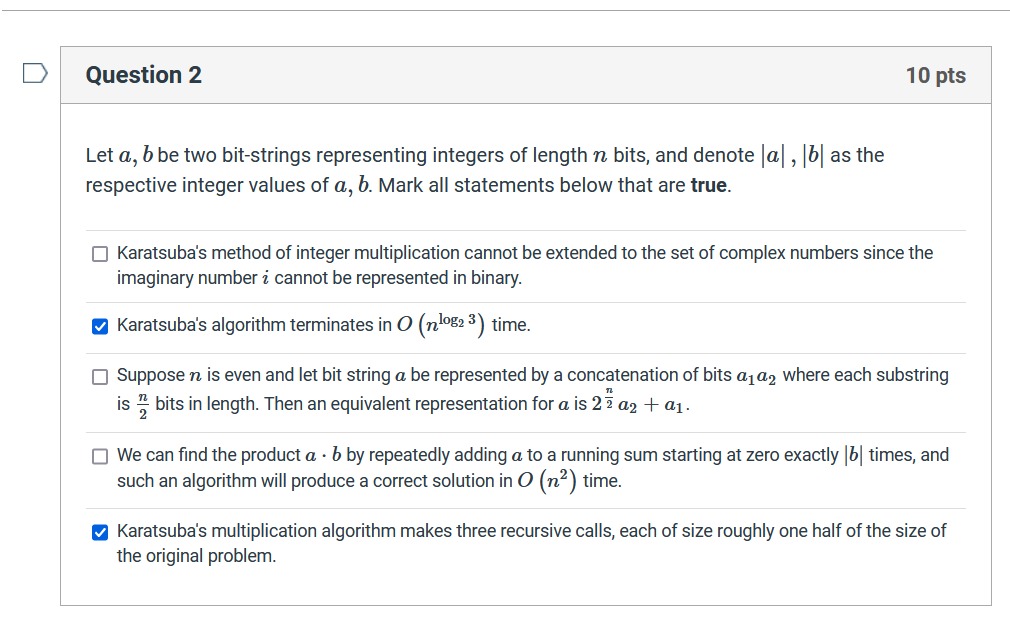 Question 2 10 pts
Let a, b be two bit-strings representing integers of length n bits, and denote |a| , |b| as the
respective integer values of a, b. Mark all statements below that are true.
Karatsuba's method of integer multiplication cannot be extended to the set of complex numbers since the
imaginary number i cannot be represented in binary.
Karatsuba's algorithm terminates in O (n^{log_2 3}) time.
Suppose n is even and let bit string a be represented by a concatenation of bits a_1a_2 where each substring
is \frac{n}{2} bits in length. Then an equivalent representation for a is 2^{\frac{n}{2}} a_2 + a_1.
We can find the product a · b by repeatedly adding a to a running sum starting at zero exactly |b| times, and
such an algorithm will produce a correct solution in O (n^2) time.
Karatsuba's multiplication algorithm makes three recursive calls, each of size roughly one half of the size of
the original problem.